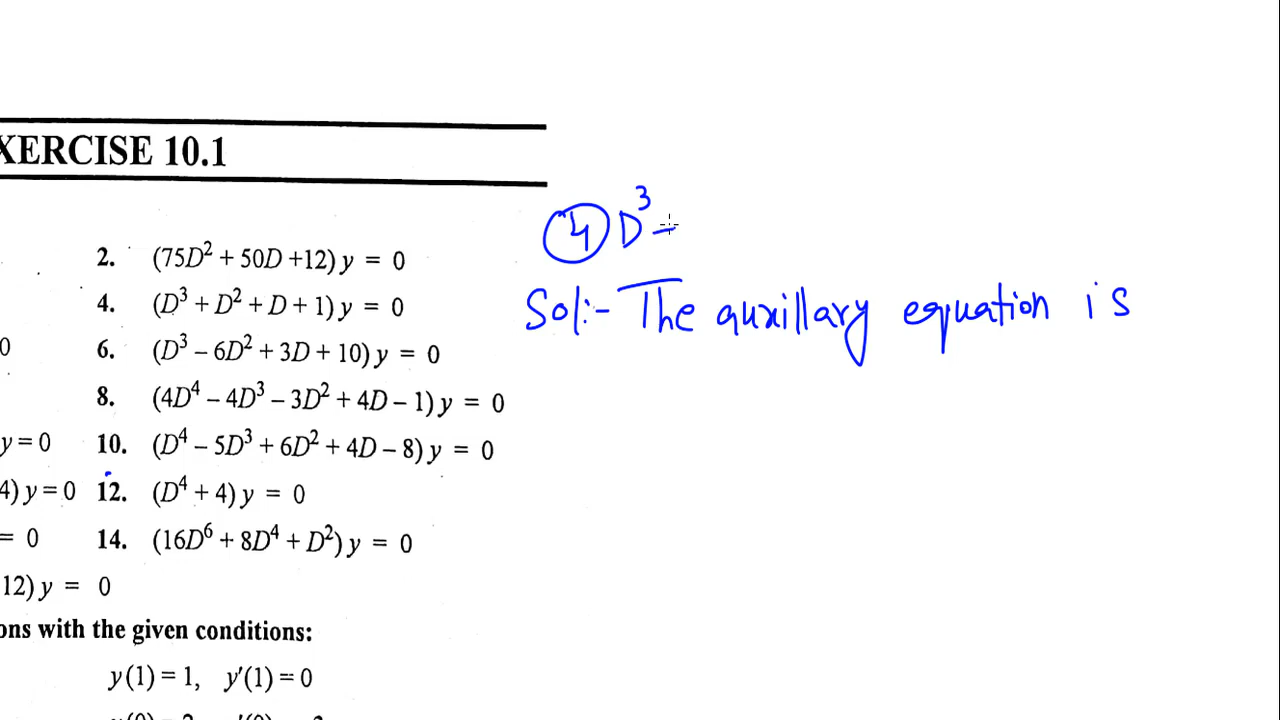 XERCISE 10.1
④ D³ -
2. (75D² + 50D +12) y = 0
Sol:- The auxillary equation is
4. (D³ + D² + D + 1) y = 0
0
6. (D³ – 6D² + 3D + 10) y = 0
8. (4D⁴ – 4D³ – 3D² + 4D – 1) y = 0
y = 0
10. (D⁴ – 5D³ + 6D² + 4D – 8) y = 0
4) y = 0
12. (D⁴ + 4) y = 0
= 0
14. (16D⁶ + 8D⁴ + D²) y = 0
12) y = 0
ons with the given conditions:
y(1) = 1, y′(1) = 0